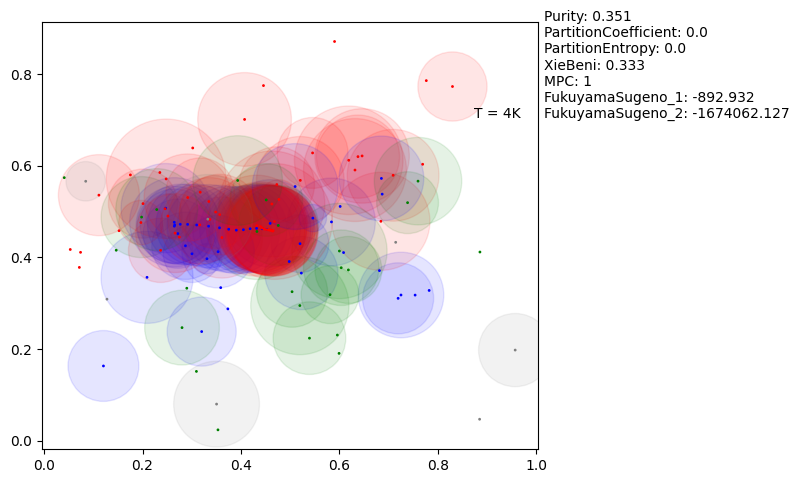 Purity: 0.351
PartitionCoefficient: 0.0
PartitionEntropy: 0.0
XieBeni: 0.333
MPC: 1
FukuyamaSugeno_1: -892.932
FukuyamaSugeno_2: -1674062.127
T = 4K
0.8
0.6
0.4
0.2
0.0
0.0 0.2 0.4 0.6 0.8 1.0